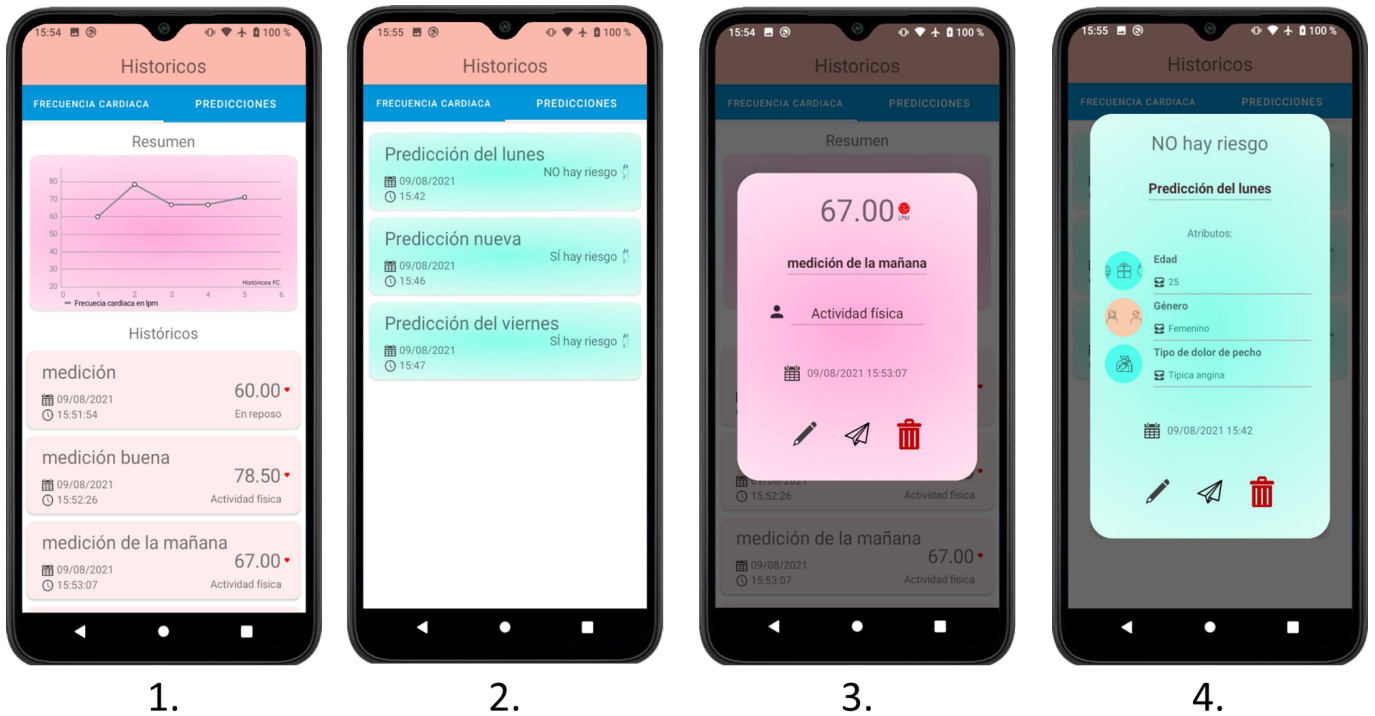 15:54
100 %
Historicos
FRECUENCIA CARDIACA
PREDICCIONES
Resumen
80
70
60
50
40
30
20
0 1 2 3 4 5 6
Históricos FC
Frecuecia cardiaca en lpm
Históricos
medición
60.00
09/08/2021
15:51:54
En reposo
medición buena
78.50
09/08/2021
15:52:26
Actividad física
medición de la mañana
67.00
09/08/2021
15:53:07
Actividad física
1.
15:55
100 %
Historicos
FRECUENCIA CARDIACA
PREDICCIONES
Predicción del lunes
NO hay riesgo
09/08/2021
15:42
Predicción nueva
SÍ hay riesgo
09/08/2021
15:46
Predicción del viernes
SÍ hay riesgo
09/08/2021
15:47
2.
15:54
100 %
Historicos
FRECUENCIA CARDIACA
PREDICCIONES
Resumen
67.00
LPM
medición de la mañana
Actividad física
09/08/2021 15:53:07
09/08/2021
15:52:26
Actividad física
medición de la mañana
67.00
09/08/2021
15:53:07
Actividad física
3.
15:55
100 %
Historicos
FRECUENCIA CARDIACA
PREDICCIONES
NO hay riesgo
Predicción del lunes
Atributos:
Edad
25
Género
Femenino
Tipo de dolor de pecho
Típica angina
09/08/2021 15:42
4.